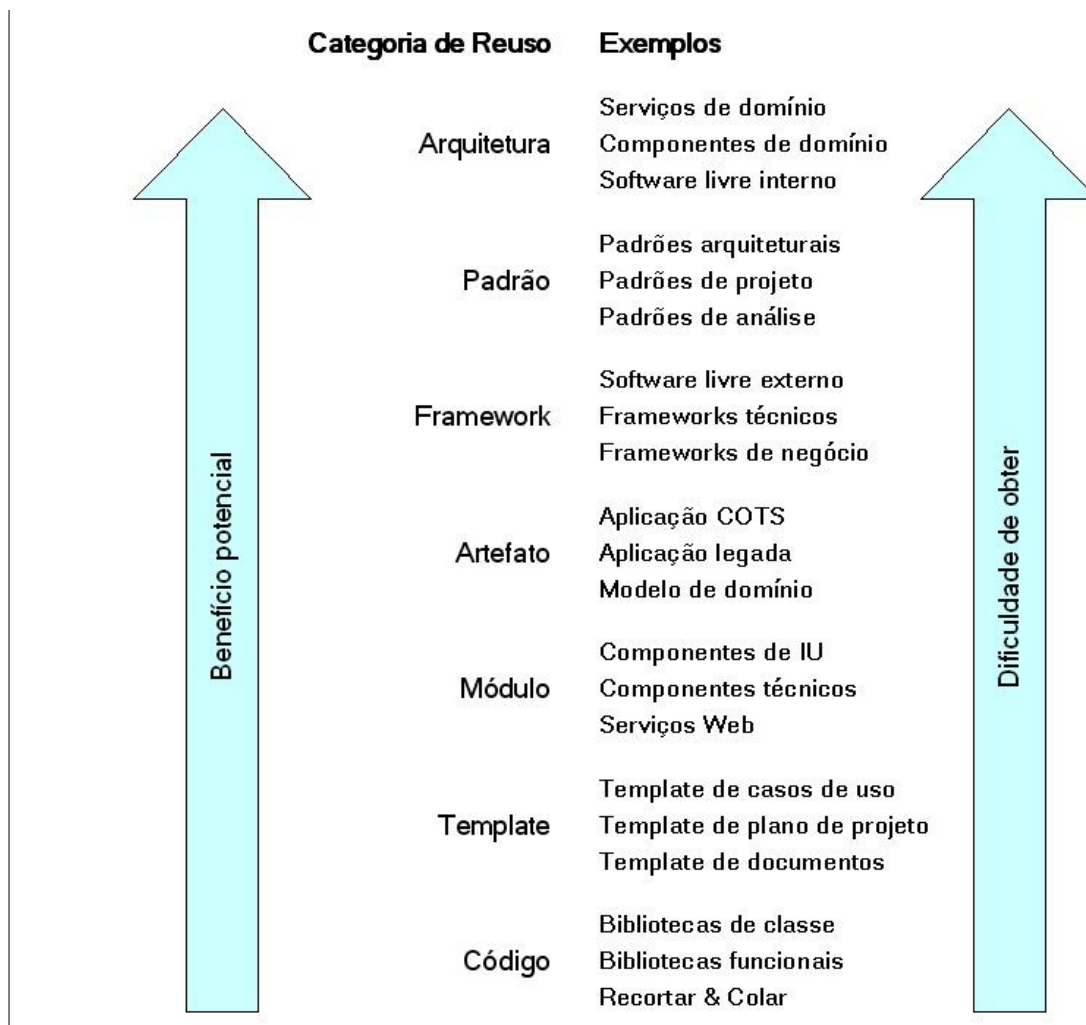 Categoria de Reuso Exemplos
Arquitetura
Serviços de domínio
Componentes de domínio
Software livre interno
Padrão
Padrões arquiteturais
Padrões de projeto
Padrões de análise
Framework
Software livre externo
Frameworks técnicos
Frameworks de negócio
Artefato
Aplicação COTS
Aplicação legada
Modelo de domínio
Módulo
Componentes de IU
Componentes técnicos
Serviços Web
Template
Template de casos de uso
Template de plano de projeto
Template de documentos
Código
Bibliotecas de classe
Bibliotecas funcionais
Recortar & Colar
Benefício potencial
Dificuldade de obter